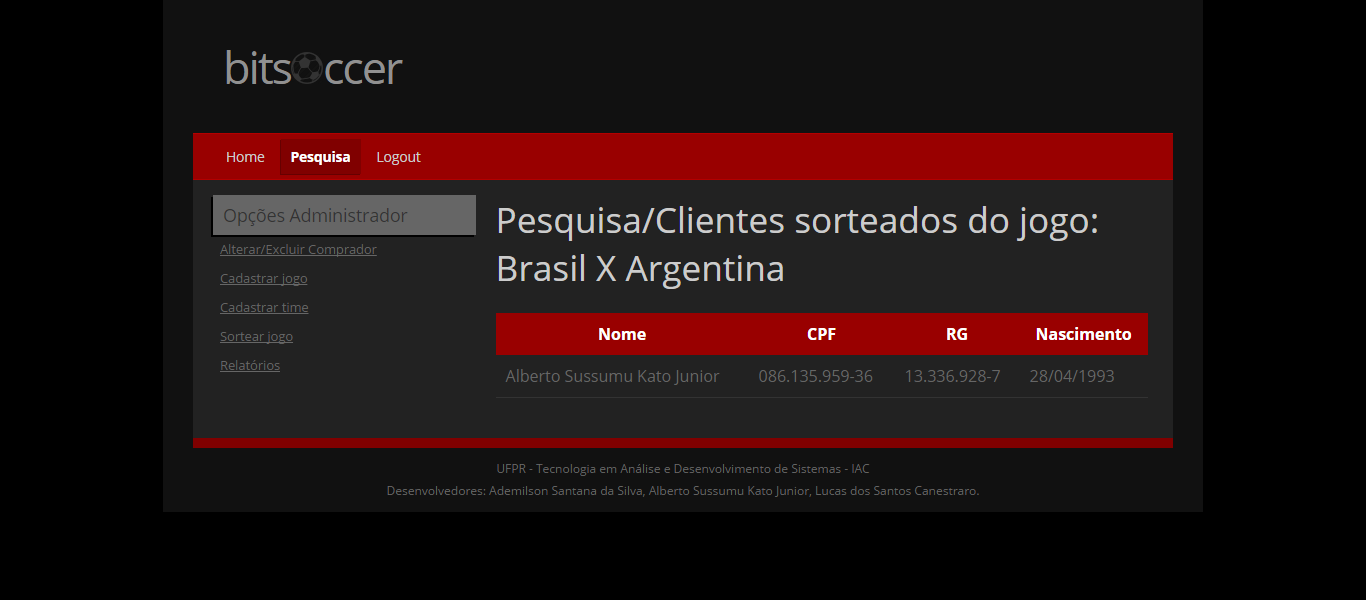 bitsoccer
Home Pesquisa Logout
Opções Administrador
Alterar/Excluir Comprador
Cadastrar jogo
Cadastrar time
Sortear jogo
Relatórios
Pesquisa/Clientes sorteados do jogo:
Brasil X Argentina
Nome CPF RG Nascimento
Alberto Sussumu Kato Junior 086.135.959-36 13.336.928-7 28/04/1993
UFPR - Tecnologia em Análise e Desenvolvimento de Sistemas - IAC
Desenvolvedores: Ademilson Santana da Silva, Alberto Sussumu Kato Junior, Lucas dos Santos Canestraro.